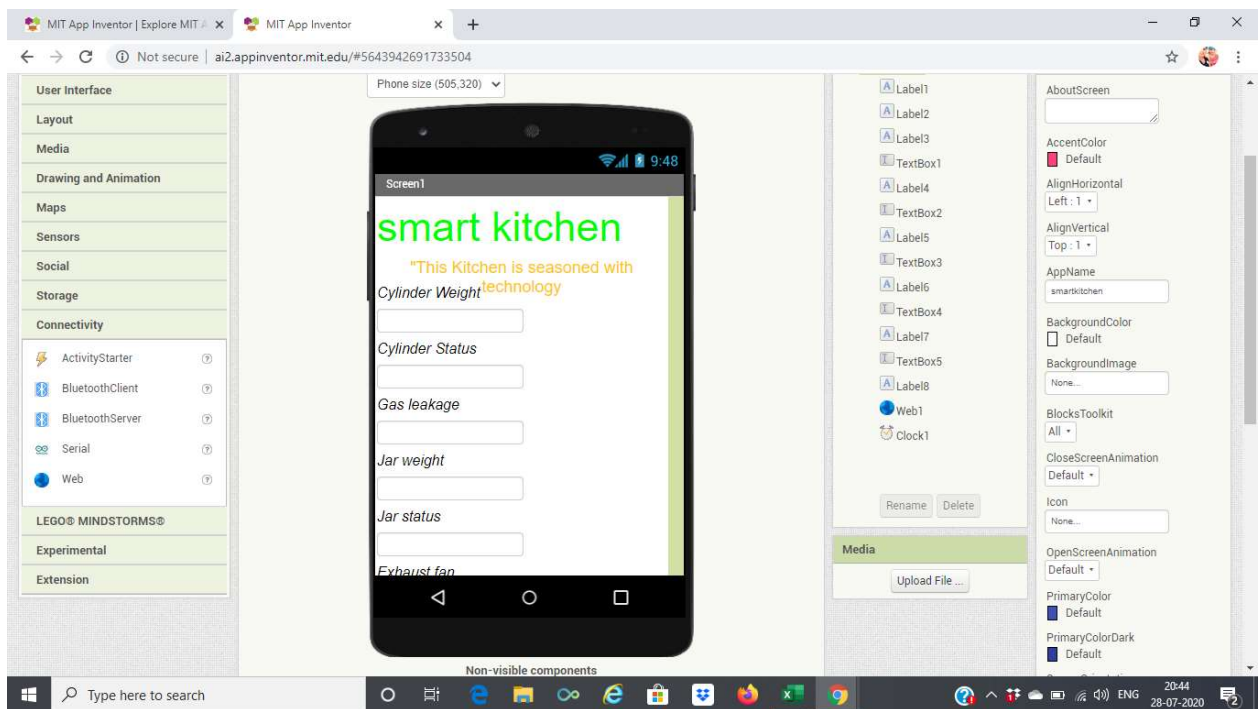 MIT App Inventor | Explore MIT A
MIT App Inventor
Not secure | ai2.appinventor.mit.edu/#5643942691733504
User Interface
Layout
Media
Drawing and Animation
Maps
Sensors
Social
Storage
Connectivity
ActivityStarter
BluetoothClient
BluetoothServer
Serial
Web
LEGO® MINDSTORMS®
Experimental
Extension
Phone size (505,320)
9:48
Screen1
smart kitchen
"This Kitchen is seasoned with
technology
Cylinder Weight
Cylinder Status
Gas leakage
Jar weight
Jar status
Exhaust fan
Non-visible components
Label1
Label2
Label3
TextBox1
Label4
TextBox2
Label5
TextBox3
Label6
TextBox4
Label7
TextBox5
Label8
Web1
Clock1
Rename Delete
Media
Upload File ...
AboutScreen
AccentColor
Default
AlignHorizontal
Left : 1
AlignVertical
Top : 1
AppName
smartkitchen
BackgroundColor
Default
BackgroundImage
None...
BlocksToolkit
All
CloseScreenAnimation
Default
Icon
None...
OpenScreenAnimation
Default
PrimaryColor
Default
PrimaryColorDark
Default
Type here to search
ENG
20:44
28-07-2020